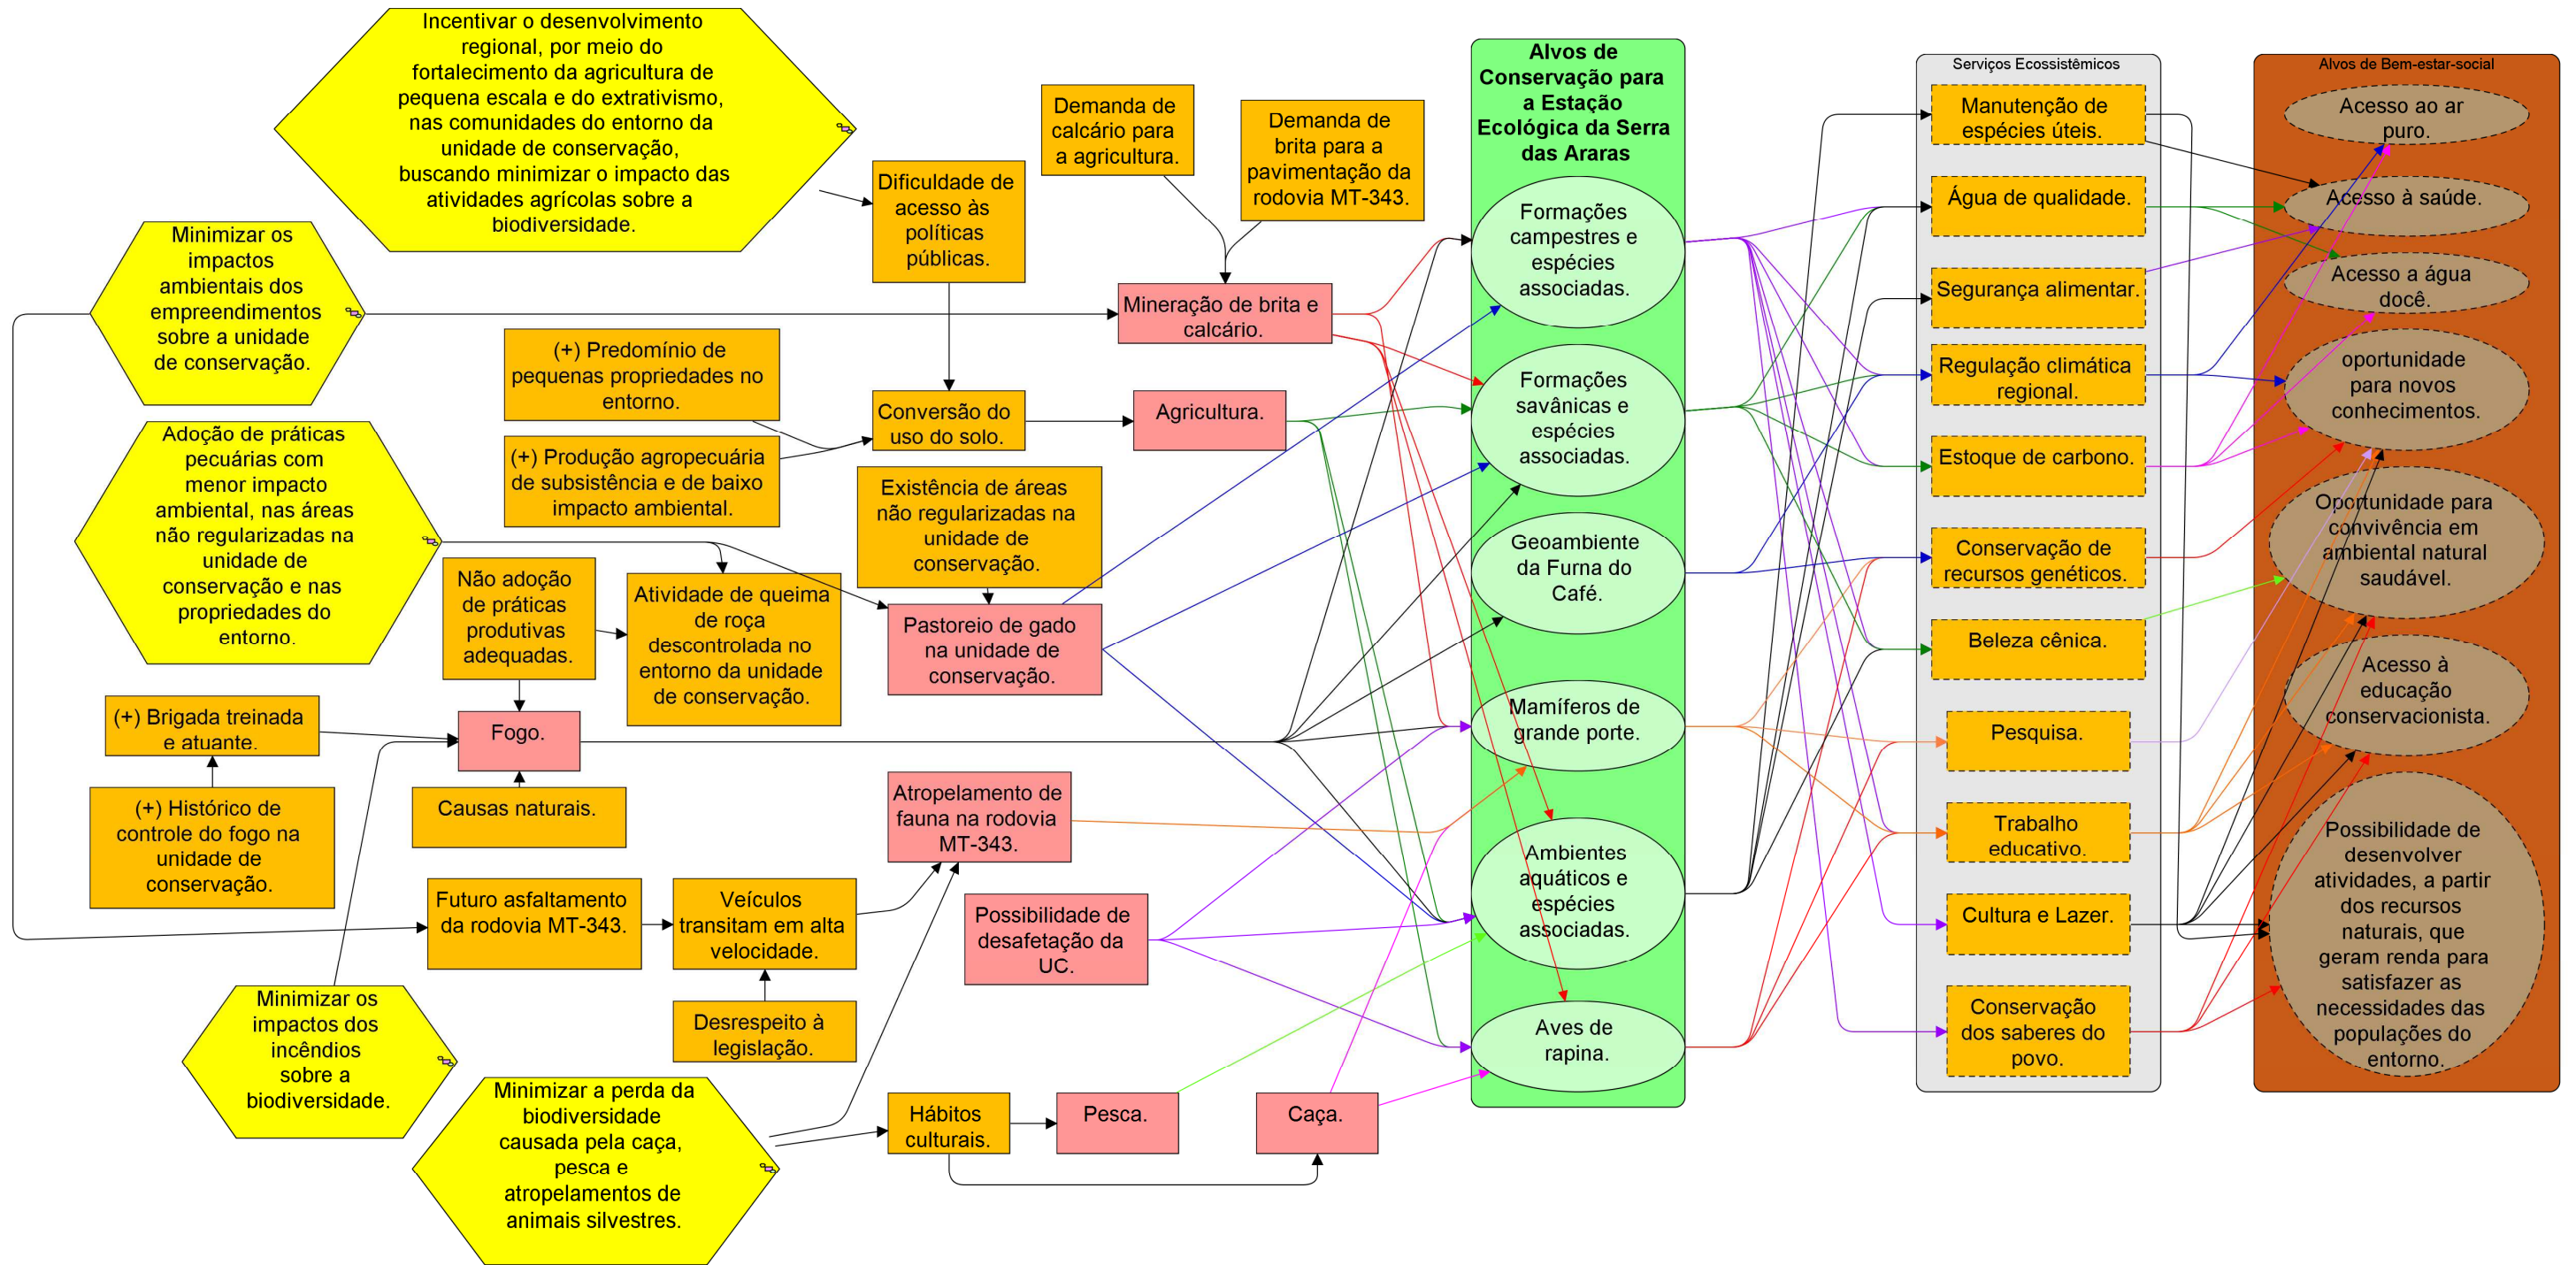 Incentivar o desenvolvimento
regional, por meio do
fortalecimento da agricultura de
pequena escala e do extrativismo,
nas comunidades do entorno da
unidade de conservação,
buscando minimizar o impacto das
atividades agrícolas sobre a
biodiversidade.
Minimizar os
impactos
ambientais dos
empreendimentos
sobre a unidade
de conservação.
Adoção de práticas
pecuárias com
menor impacto
ambiental, nas áreas
não regularizadas na
unidade de
conservação e nas
propriedades do
entorno.
Minimizar os
impactos dos
incêndios
sobre a
biodiversidade.
Minimizar a perda da
biodiversidade
causada pela caça,
pesca e
atropelamentos de
animais silvestres.
(+) Brigada treinada
e atuante.
(+) Histórico de
controle do fogo na
unidade de
conservação.
Não adoção
de práticas
produtivas
adequadas.
Fogo.
Causas naturais.
(+) Predomínio de
pequenas propriedades no
entorno.
(+) Produção agropecuária
de subsistência e de baixo
impacto ambiental.
Atividade de queima
de roça
descontrolada no
entorno da unidade
de conservação.
Futuro asfaltamento
da rodovia MT-343.
Veículos
transitam em alta
velocidade.
Desrespeito à
legislação.
Dificuldade de
acesso às
políticas
públicas.
Conversão do
uso do solo.
Existência de áreas
não regularizadas na
unidade de
conservação.
Pastoreio de gado
na unidade de
conservação.
Atropelamento de
fauna na rodovia
MT-343.
Possibilidade de
desafetação da
UC.
Hábitos
culturais.
Pesca.
Caça.
Demanda de
calcário para
a agricultura.
Demanda de
brita para a
pavimentação da
rodovia MT-343.
Mineração de brita e
calcário.
Agricultura.
Alvos de
Conservação para
a Estação
Ecológica da Serra
das Araras
Formações
campestres e
espécies
associadas.
Formações
savânicas e
espécies
associadas.
Geoambiente
da Furna do
Café.
Mamíferos de
grande porte.
Ambientes
aquáticos e
espécies
associadas.
Aves de
rapina.
Serviços Ecossistêmicos
Manutenção de
espécies úteis.
Água de qualidade.
Segurança alimentar.
Regulação climática
regional.
Estoque de carbono.
Conservação de
recursos genéticos.
Beleza cênica.
Pesquisa.
Trabalho
educativo.
Cultura e Lazer.
Conservação
dos saberes do
povo.
Alvos de Bem-estar-social
Acesso ao ar
puro.
Acesso à saúde.
Acesso a água
docê.
oportunidade
para novos
conhecimentos.
Oportunidade para
convivência em
ambiental natural
saudável.
Acesso à
educação
conservacionista.
Possibilidade de
desenvolver
atividades, a partir
dos recursos
naturais, que
geram renda para
satisfazer as
necessidades das
populações do
entorno.